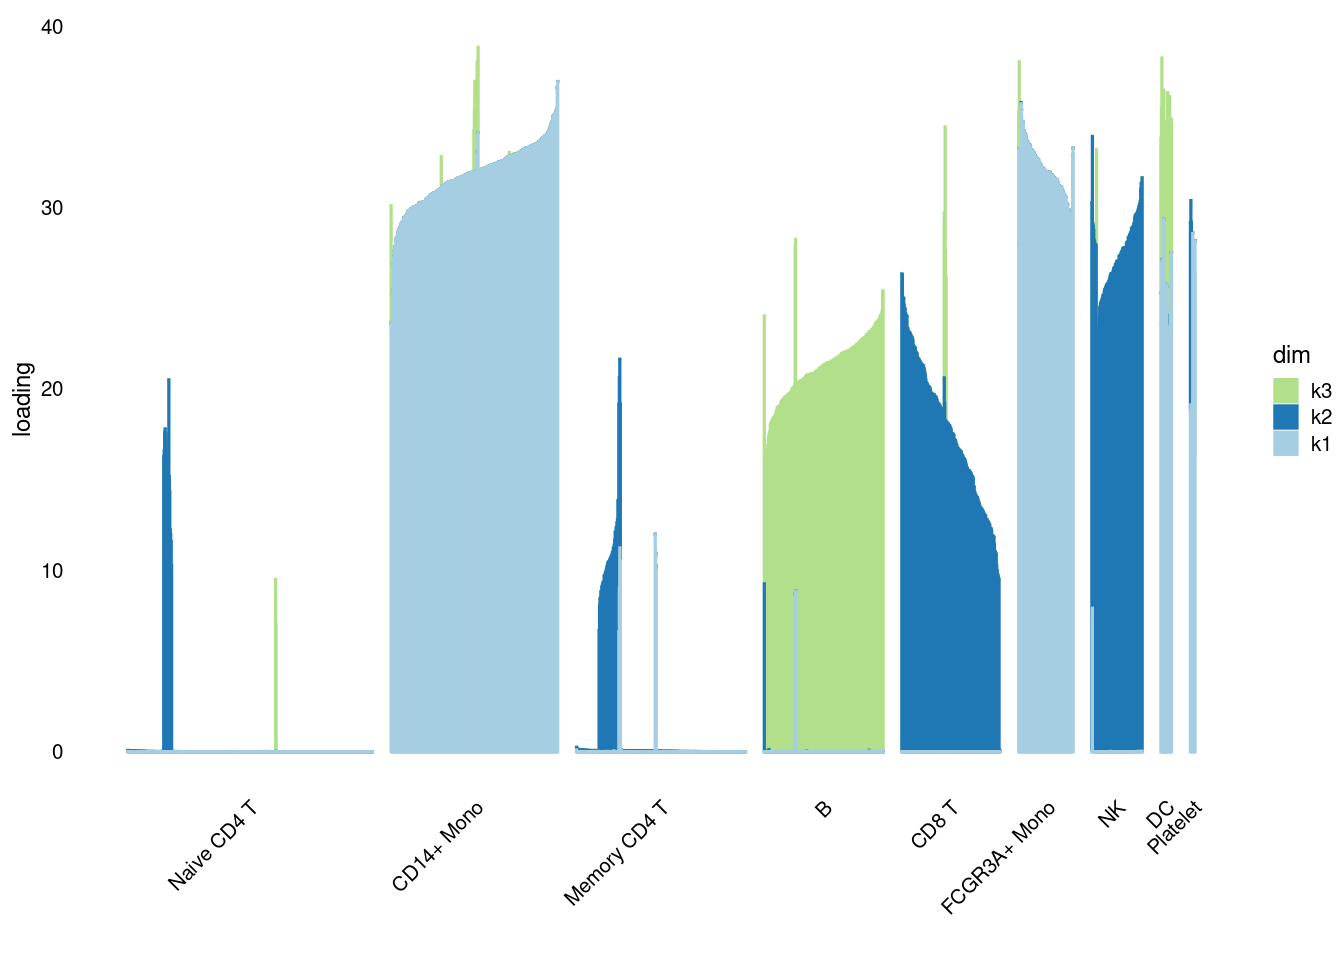 40
30
20
10
0
loading
Naive CD4 T
CD14+ Mono
Memory CD4 T
B
CD8 T
FCGR3A+ Mono
NK
DC
Platelet
dim
k3
k2
k1